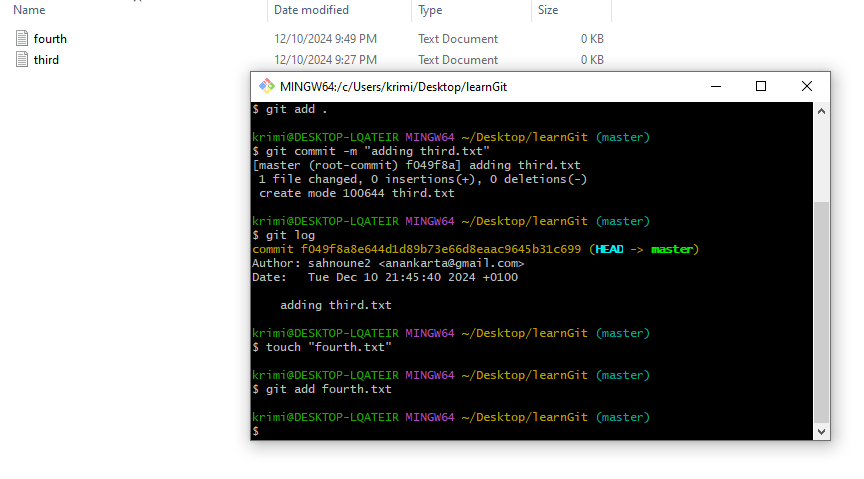 Name Date modified Type Size
fourth 12/10/2024 9:49 PM Text Document 0 KB
third 12/10/2024 9:27 PM Text Document 0 KB
MINGW64:/c/Users/krimi/Desktop/learnGit
$ git add .
krimi@DESKTOP-LQATEIR MINGW64 ~/Desktop/learnGit (master)
$ git commit -m "adding third.txt"
[master (root-commit) f049f8a] adding third.txt
1 file changed, 0 insertions(+), 0 deletions(-)
create mode 100644 third.txt
krimi@DESKTOP-LQATEIR MINGW64 ~/Desktop/learnGit (master)
$ git log
commit f049f8a8e644d1d89b73e66d8eaac9645b31c699 (HEAD -> master)
Author: sahnoune2 <anankarta@gmail.com>
Date: Tue Dec 10 21:45:40 2024 +0100
adding third.txt
krimi@DESKTOP-LQATEIR MINGW64 ~/Desktop/learnGit (master)
$ touch "fourth.txt"
krimi@DESKTOP-LQATEIR MINGW64 ~/Desktop/learnGit (master)
$ git add fourth.txt
krimi@DESKTOP-LQATEIR MINGW64 ~/Desktop/learnGit (master)
$